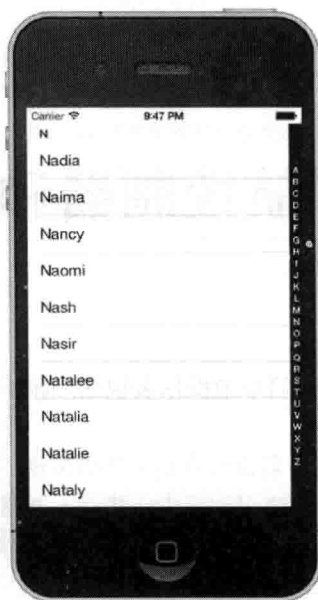 Carrier 9:47 PM
N
Nadia
Naima
Nancy
Naomi
Nash
Nasir
Natalee
Natalia
Natalie
Nataly
A
B
C
D
E
F
G
H
I
J
K
L
M
N
O
P
Q
R
S
T
U
V
W
X
Y
Z